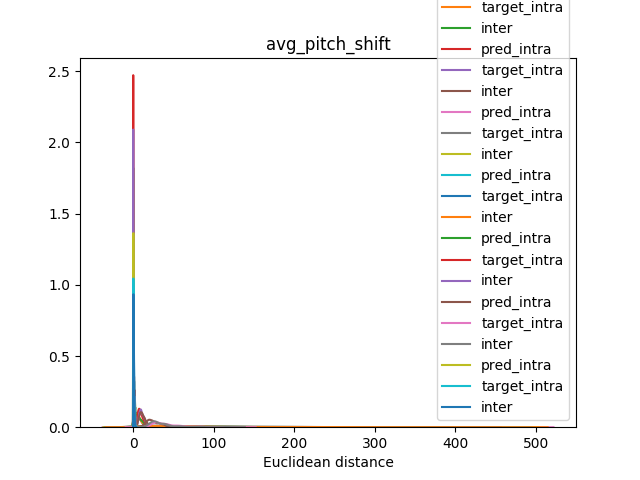 target_intra
inter
avg_pitch_shift
pred_intra
target_intra
inter
pred_intra
target_intra
inter
pred_intra
target_intra
inter
pred_intra
target_intra
inter
pred_intra
target_intra
inter
pred_intra
target_intra
inter
2.5
2.0
1.5
1.0
0.5
0.0
0
100
200
300
400
500
Euclidean distance